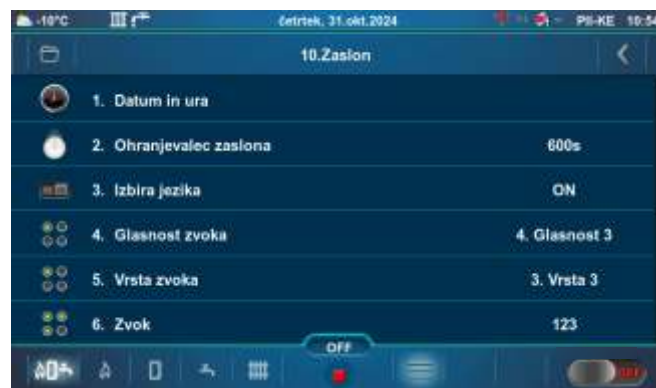 -10°C četrtek, 31.okt.2024 PII-KE 10:54
10.Zaslon
1. Datum in ura
2. Ohranjevalec zaslona 600s
3. Izbira jezika ON
4. Glasnost zvoka 4. Glasnost 3
5. Vrsta zvoka 3. Vrsta 3
6. Zvok 123
OFF
OFF